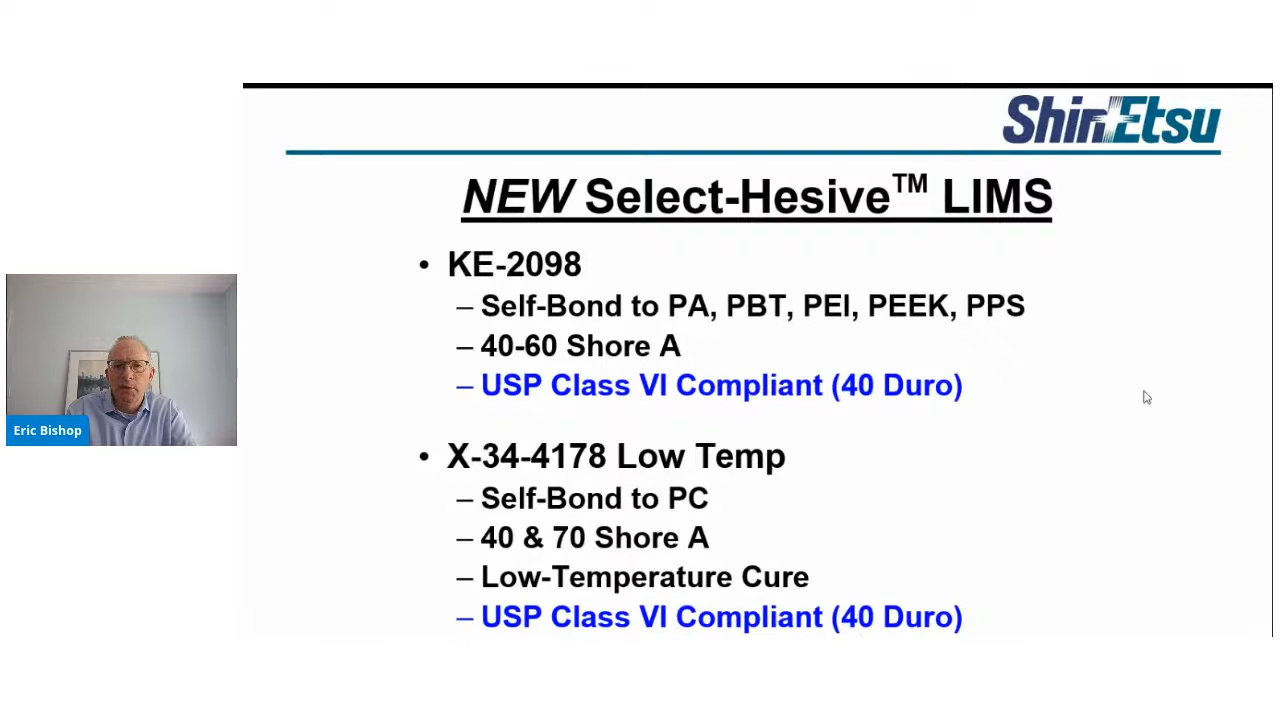 ShinEtsu
NEW Select-Hesive™ LIMS
• KE-2098
– Self-Bond to PA, PBT, PEI, PEEK, PPS
– 40-60 Shore A
– USP Class VI Compliant (40 Duro)
Eric Bishop
• X-34-4178 Low Temp
– Self-Bond to PC
– 40 & 70 Shore A
– Low-Temperature Cure
– USP Class VI Compliant (40 Duro)